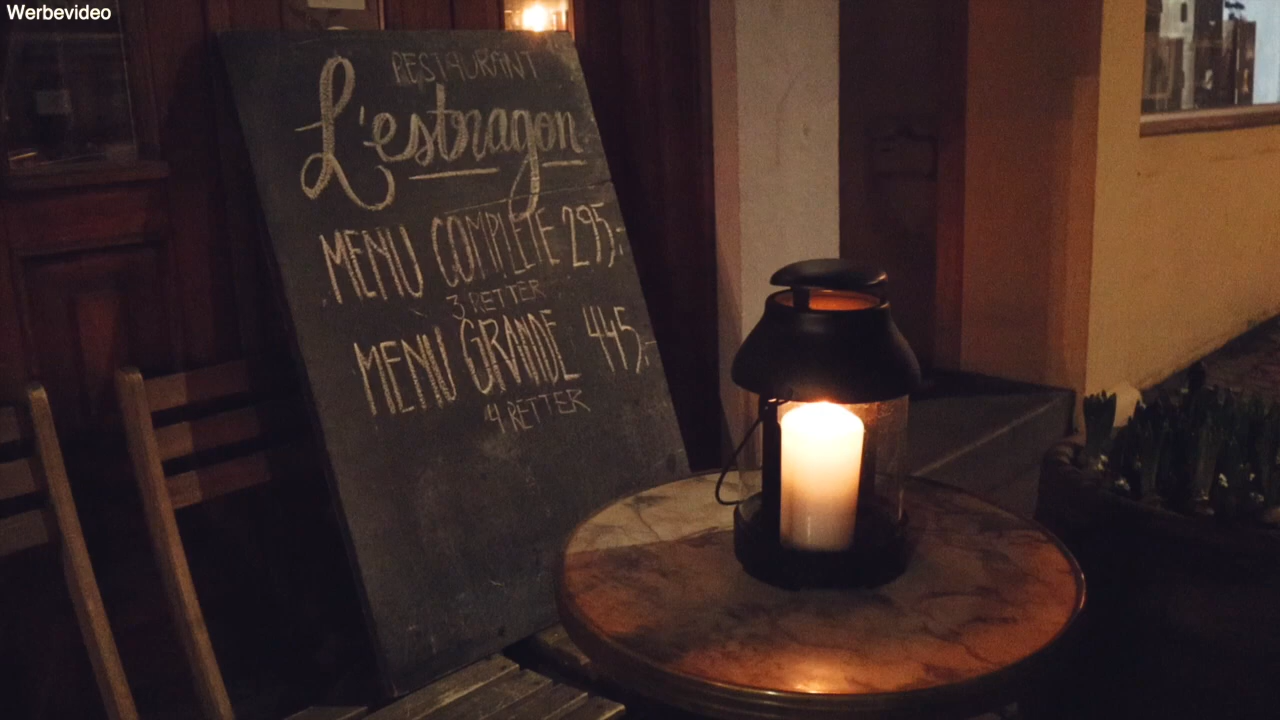 Werbevideo
RESTAURANT
L'estragon
MENU COMPLETE 295,-
3 RETTER
MENU GRANDE 445,-
4 RETTER